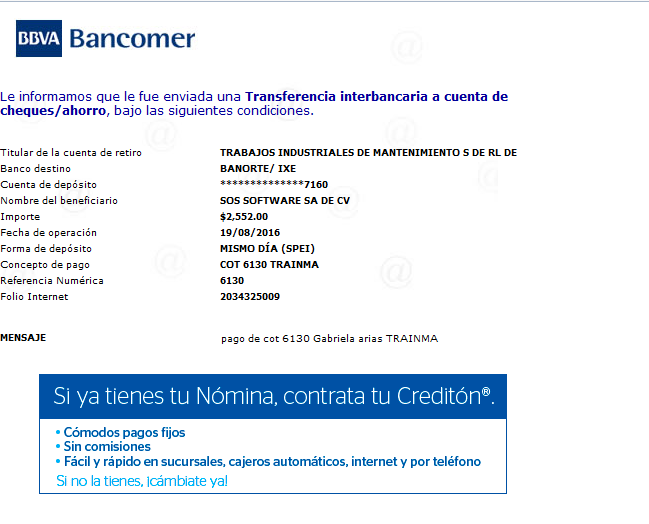 BBVA Bancomer
Le informamos que le fue enviada una Transferencia interbancaria a cuenta de
cheques/ahorro, bajo las siguientes condiciones.
Titular de la cuenta de retiro TRABAJOS INDUSTRIALES DE MANTENIMIENTO S DE RL DE
Banco destino BANORTE/ IXE
Cuenta de depósito **************7160
Nombre del beneficiario SOS SOFTWARE SA DE CV
Importe $2,552.00
Fecha de operación 19/08/2016
Forma de depósito MISMO DÍA (SPEI)
Concepto de pago COT 6130 TRAINMA
Referencia Numérica 6130
Folio Internet 2034325009
MENSAJE pago de cot 6130 Gabriela arias TRAINMA
Si ya tienes tu Nómina, contrata tu Creditón®.
• Cómodos pagos fijos
• Sin comisiones
• Fácil y rápido en sucursales, cajeros automáticos, internet y por teléfono
Si no la tienes, ¡cámbiate ya!